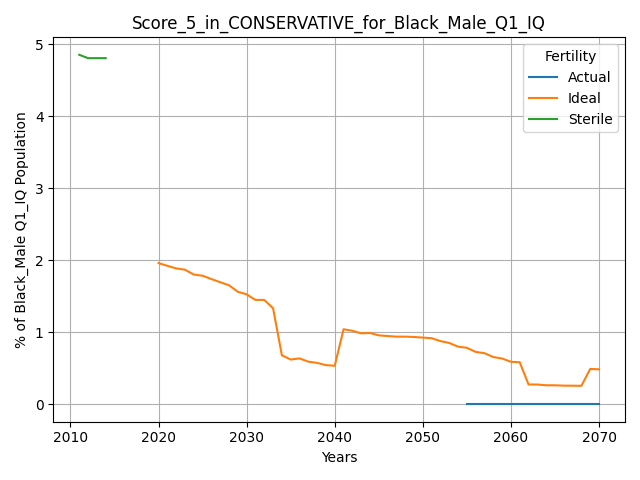 Score_5_in_CONSERVATIVE_for_Black_Male_Q1_IQ
Fertility
Actual
Ideal
Sterile
% of Black_Male Q1_IQ Population
5
4
3
2
1
0
2010 2020 2030 2040 2050 2060 2070
Years